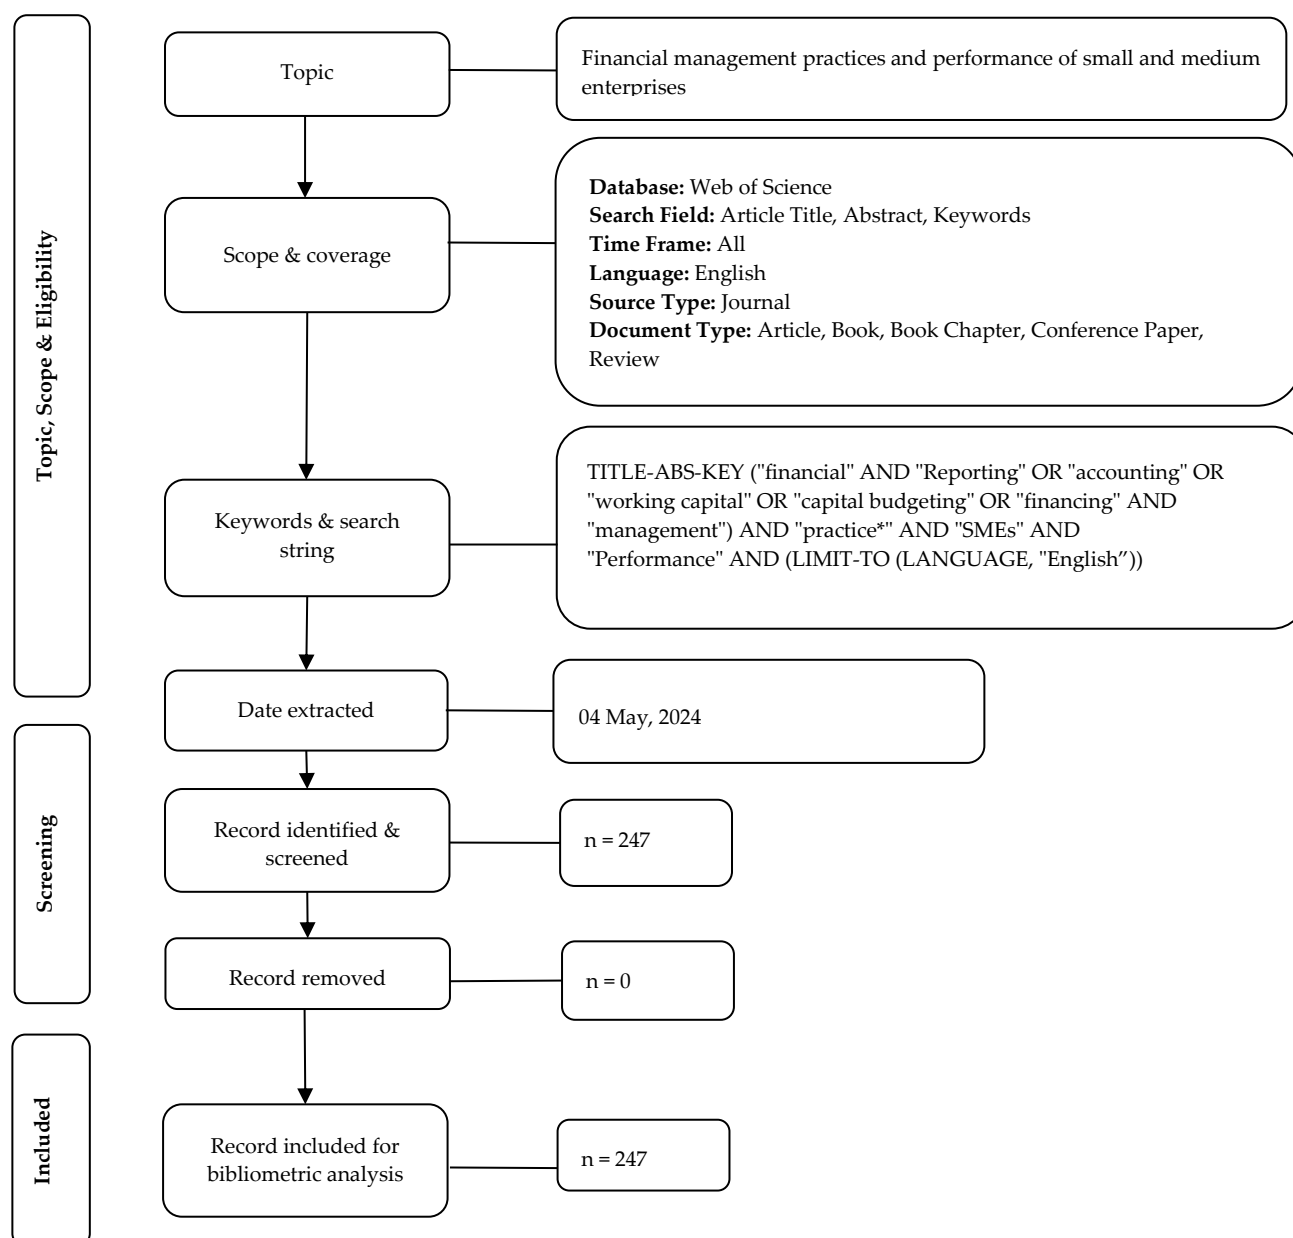 Topic, Scope & Eligibility
Topic
Financial management practices and performance of small and medium
enterprises
Scope & coverage
Database: Web of Science
Search Field: Article Title, Abstract, Keywords
Time Frame: All
Language: English
Source Type: Journal
Document Type: Article, Book, Book Chapter, Conference Paper,
Review
Keywords & search
string
TITLE-ABS-KEY ("financial" AND "Reporting" OR "accounting" OR
"working capital" OR "capital budgeting" OR "financing" AND
"management") AND "practice*" AND "SMEs" AND
"Performance" AND (LIMIT-TO (LANGUAGE, "English”))
Date extracted
04 May, 2024
Screening
Record identified &
screened
n = 247
Record removed
n = 0
Included
Record included for
bibliometric analysis
n = 247